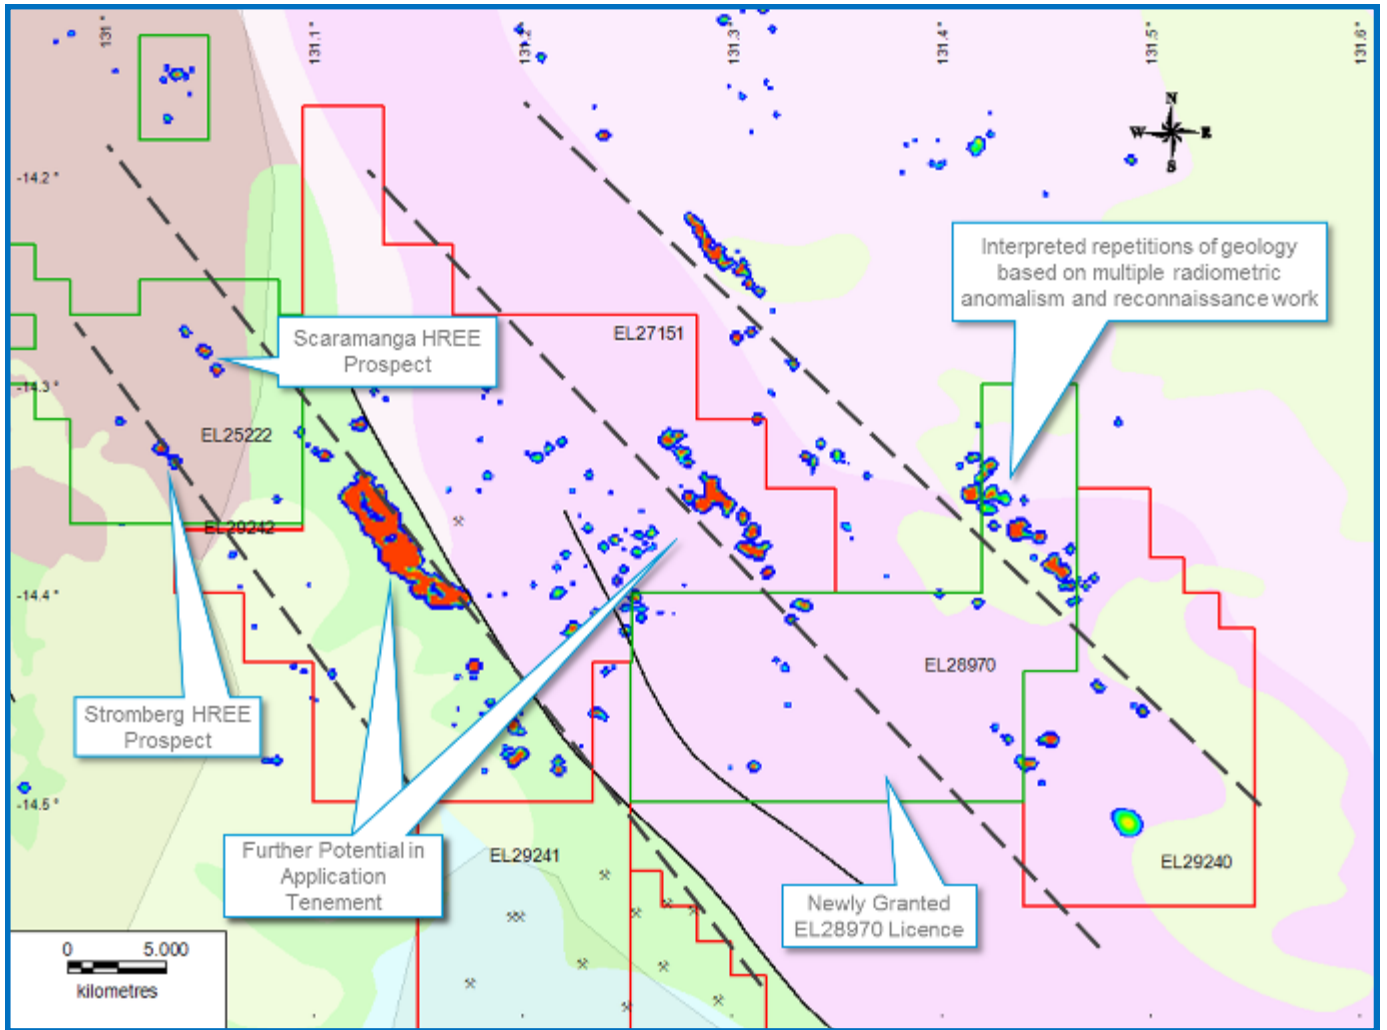 131 °
131.1 °
131.2 °
131.3 °
131.4 °
131.5 °
131.6 °
N
W E
S
-14.2 °
Interpreted repetitions of geology
based on multiple radiometric
anomalism and reconnaissance work
EL27151
Scaramanga HREE
Prospect
-14.3 °
EL25222
EL29242
-14.4 °
EL28970
Stromberg HREE
Prospect
-14.5 °
Further Potential in
Application
Tenement
EL29241
EL29240
Newly Granted
EL28970 Licence
0 5.000
kilometres